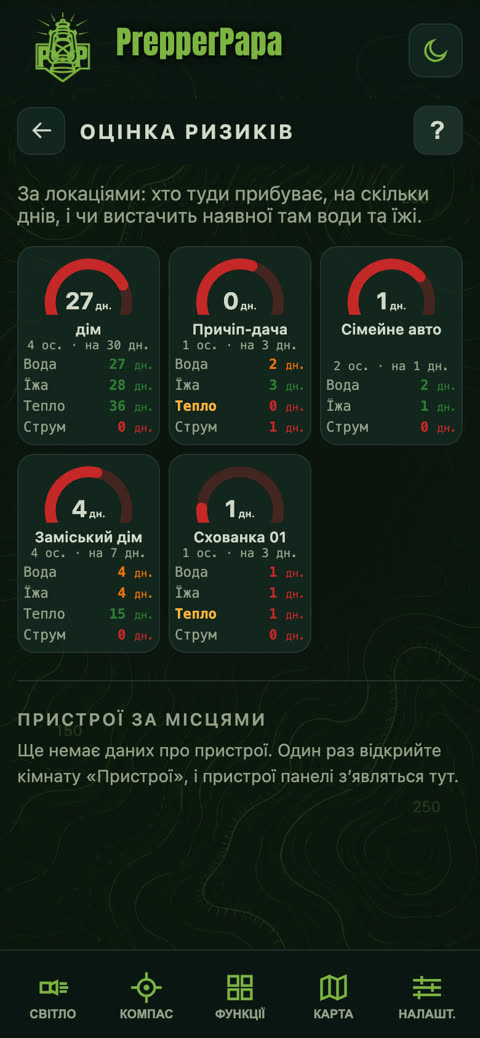 PrepperPapa
ОЦІНКА РИЗИКІВ
?
За локаціями: хто туди прибуває, на скільки
днів, і чи вистачить наявної там води та їжі.
27 дн.
дім
4 ос. · на 30 дн.
Вода 27 дн.
Їжа 28 дн.
Тепло 36 дн.
Струм 0 дн.
0 дн.
Причіп-дача
1 ос. · на 3 дн.
Вода 2 дн.
Їжа 3 дн.
Тепло 0 дн.
Струм 1 дн.
1 дн.
Сімейне авто
2 ос. · на 1 дн.
Вода 2 дн.
Їжа 1 дн.
Струм 0 дн.
4 дн.
Заміський дім
4 ос. · на 7 дн.
Вода 4 дн.
Їжа 4 дн.
Тепло 15 дн.
Струм 0 дн.
1 дн.
Схованка 01
1 ос. · на 3 дн.
Вода 1 дн.
Їжа 1 дн.
Тепло 1 дн.
Струм 0 дн.
ПРИСТРОЇ ЗА МІСЦЯМИ
150
Ще немає даних про пристрої. Один раз відкрийте
кімнату «Пристрої», і пристрої панелі з’являться тут.
250
СВІТЛО
КОМПАС
ФУНКЦІЇ
КАРТА
НАЛАШТ.